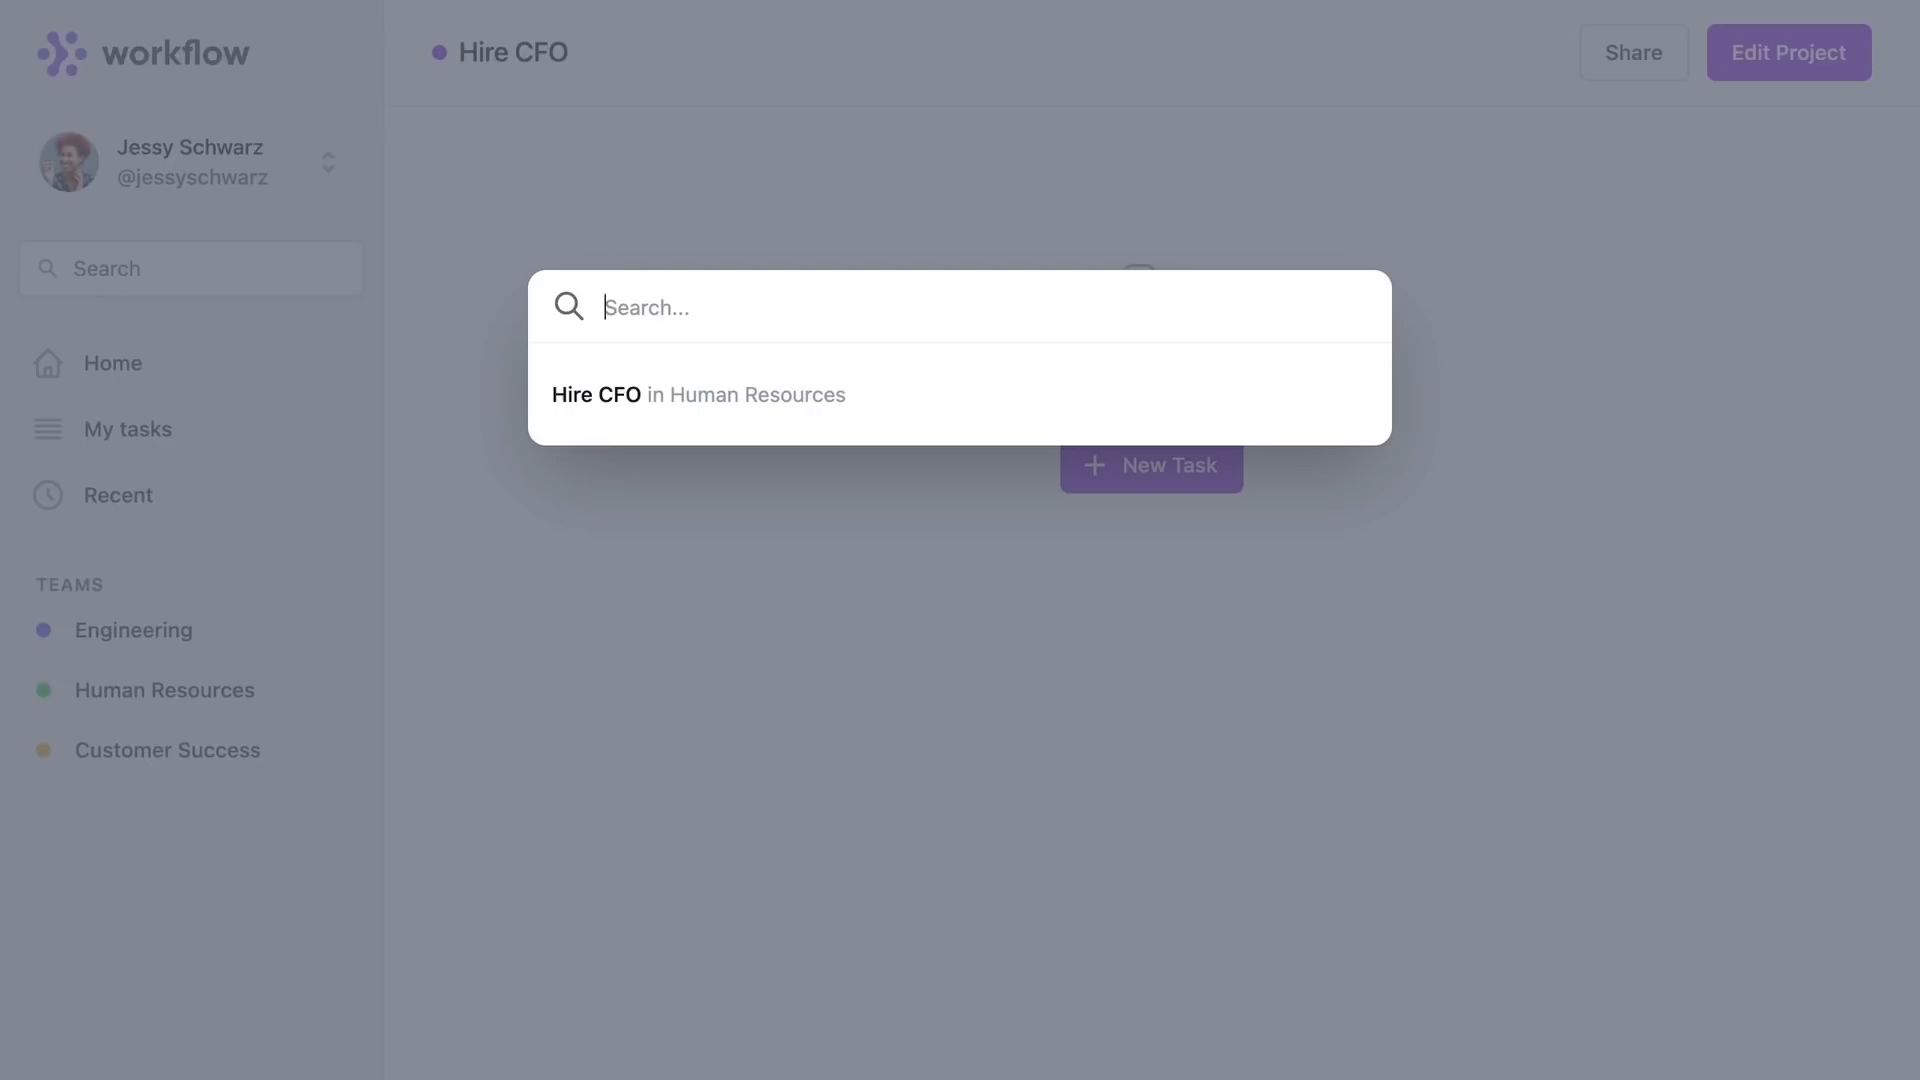 workflow
Hire CFO
Share
Edit Project
Jessy Schwarz
@jessyschwarz
Search
Search...
Home
Hire CFO in Human Resources
My tasks
New Task
Recent
TEAMS
Engineering
Human Resources
Customer Success